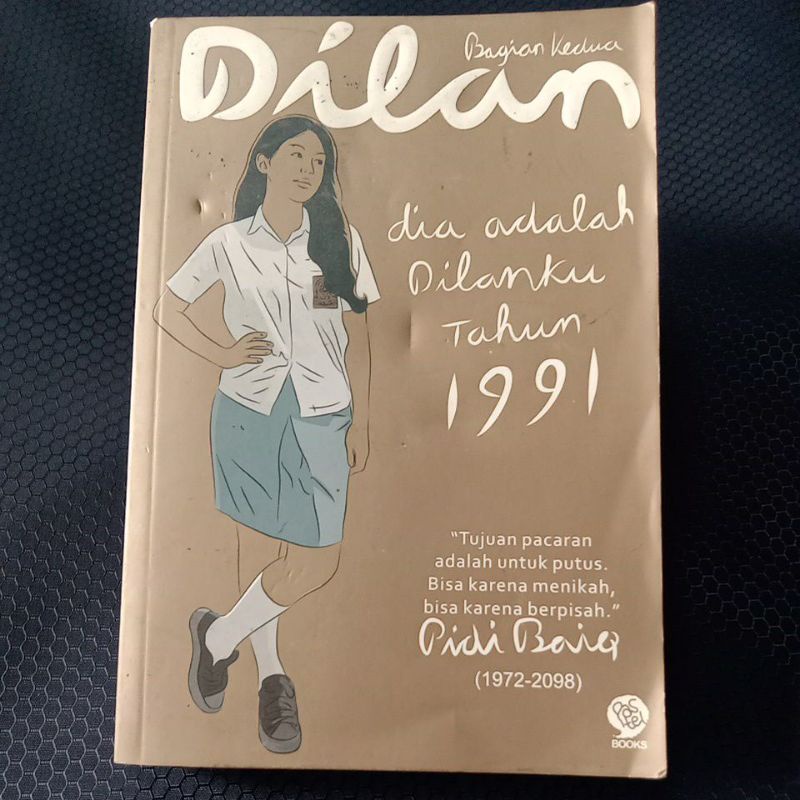 Dilan
Bagian Kedua
dia adalah
Dilanku
Tahun
1991
"Tujuan pacaran
adalah untuk putus.
Bisa karena menikah,
bisa karena berpisah."
Pidi Baiq
(1972-2098)
Pastel
BOOKS